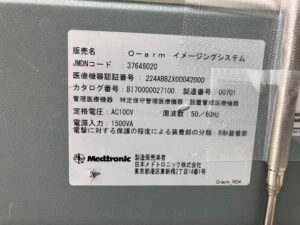 販売名 : O-arm イメージングシステム
JMDNコード : 37646020
医療機器認証番号 : 224ABBZX00042000
カタログ番号 : BI70000027100 製造番号 : 00701
管理医療機器 特定保守管理医療機器 設置管理医療機器
定格電圧 : AC100V 周波数 : 50/60Hz
電源入力 : 1500VA
電撃に対する保護の程度による装着部の分類 : B形装着部
Medtronic
製造販売業者
日本メドトロニック株式会社
東京都港区東新橋2丁目14番1号
O-arm_R04